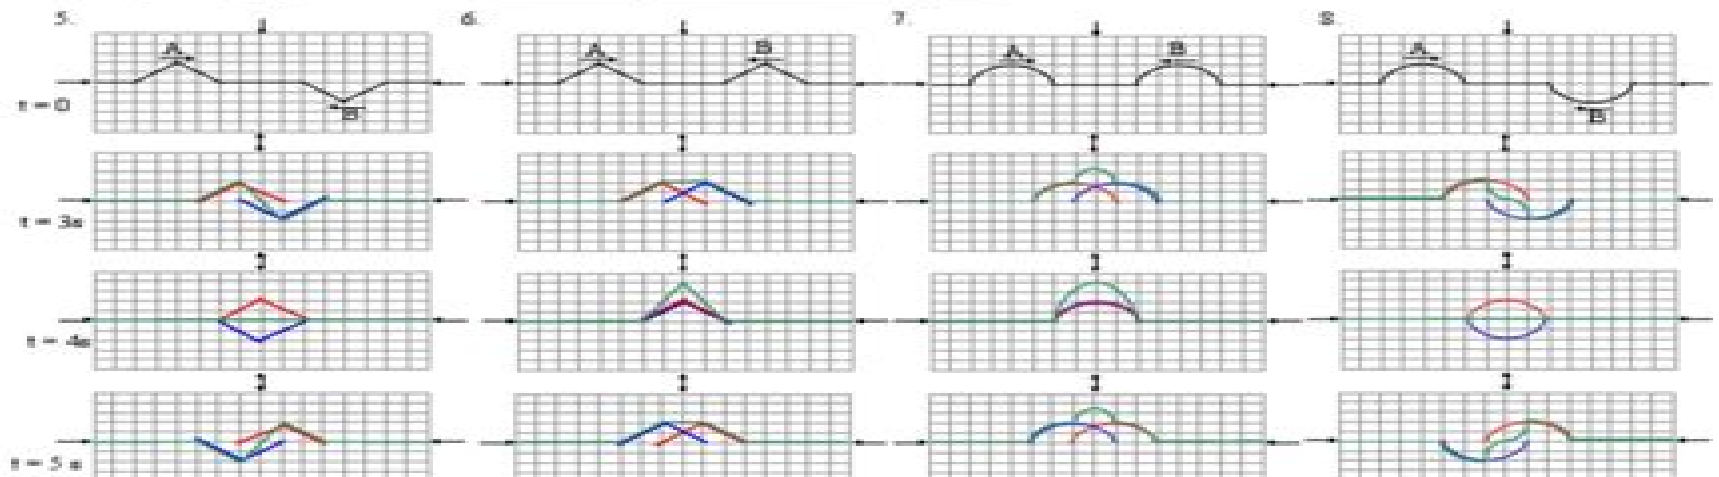 5. 6. 7. 8.
A A B A B A
t = 0 B B
t = 3s
t = 4s
t = 5 s